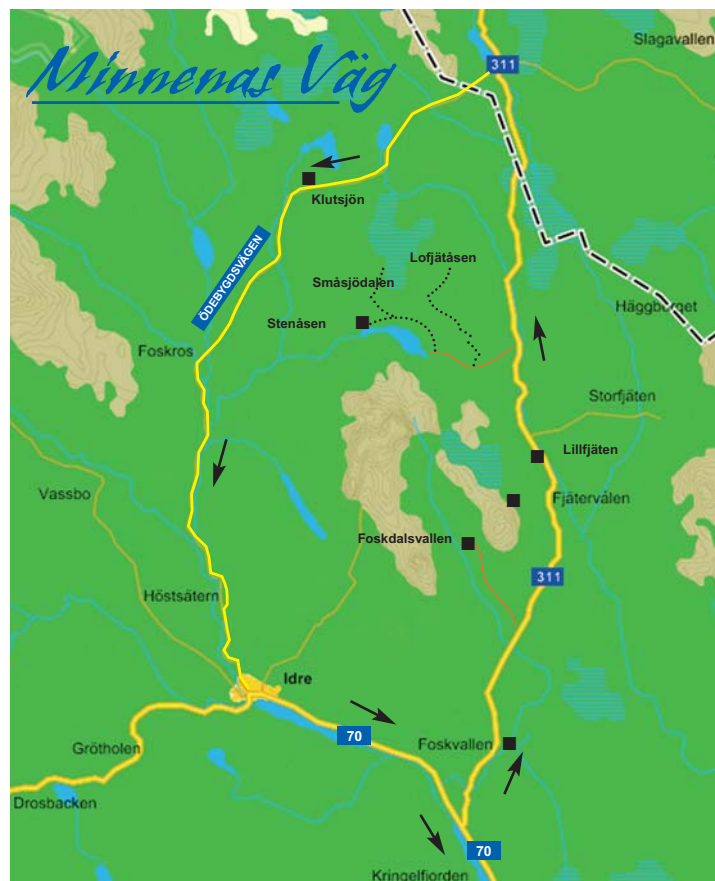 Minnenas Väg
311
Slagavallen
Klutsjön
ÖDEBYGDSVÄGEN
Lofjätåsen
Småsjödalen
Häggberget
Stenåsen
Foskros
Storfjäten
Lillfjäten
Vassbo
Fjätervålen
Foskdalsvallen
311
Höstsätern
Idre
70
Foskvallen
Grötholen
Drosbacken
70
Kringelfjorden